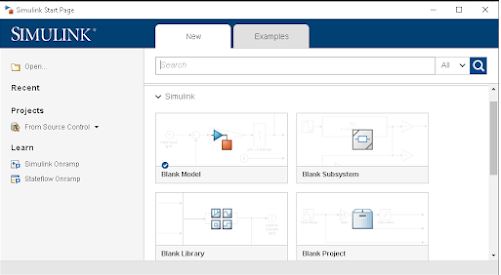 Simulink Start Page
SIMULINK®
New
Examples
Open...
Recent
Projects
From Source Control
Learn
Simulink Onramp
Stateflow Onramp
Search
All
Simulink
Blank Model
Blank Subsystem
Blank Library
Blank Project